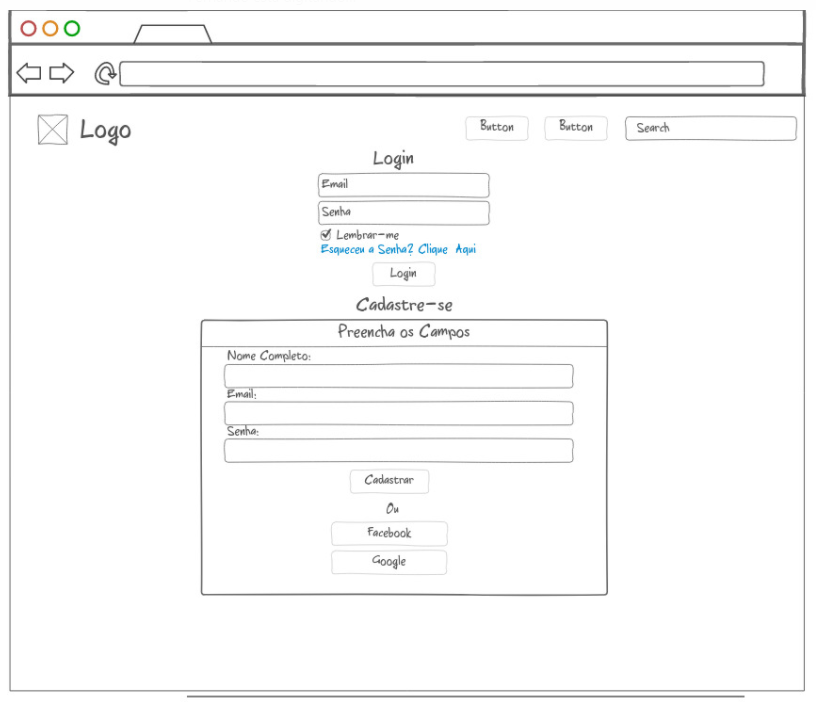 Logo
Button
Button
Search
Login
Email
Senha
Lembrar-me
Esqueceu a Senha? Clique Aqui
Login
Cadastre-se
Preencha os Campos
Nome Completo:
Email:
Senha:
Cadastrar
Ou
Facebook
Google